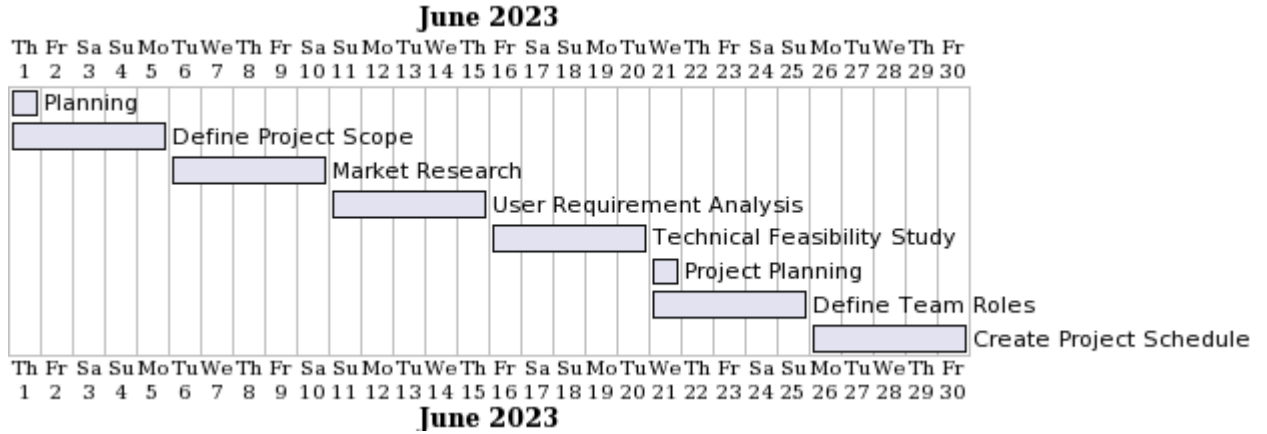 June 2023
Th Fr Sa Su Mo Tu We Th Fr Sa Su Mo Tu We Th Fr Sa Su Mo Tu We Th Fr Sa Su Mo Tu We Th Fr
1 2 3 4 5 6 7 8 9 10 11 12 13 14 15 16 17 18 19 20 21 22 23 24 25 26 27 28 29 30
Planning
Define Project Scope
Market Research
User Requirement Analysis
Technical Feasibility Study
Project Planning
Define Team Roles
Create Project Schedule
Th Fr Sa Su Mo Tu We Th Fr Sa Su Mo Tu We Th Fr Sa Su Mo Tu We Th Fr Sa Su Mo Tu We Th Fr
1 2 3 4 5 6 7 8 9 10 11 12 13 14 15 16 17 18 19 20 21 22 23 24 25 26 27 28 29 30
June 2023